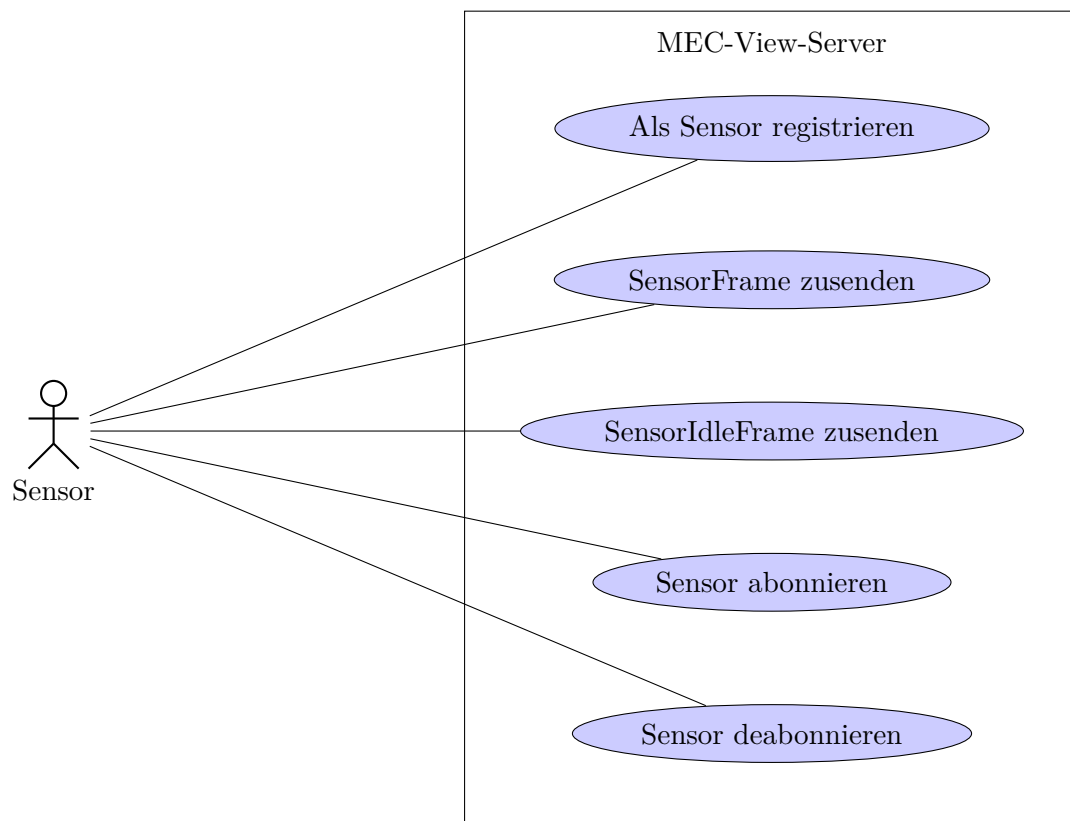 MEC-View-Server
Als Sensor registrieren
SensorFrame zusenden
SensorIdleFrame zusenden
Sensor
Sensor abonnieren
Sensor deabonnieren